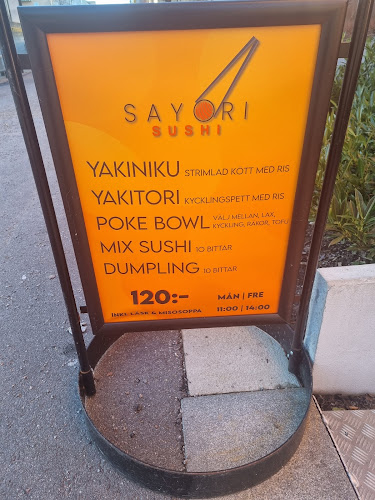 SAYORI
SUSHI
YAKINIKU STRIMLAD KÖTT MED RIS
YAKITORI KYCKLINGSPETT MED RIS
POKE BOWL VÄLJ MELLAN, LAX,
KYCKLING, RÄKOR, TOFU
MIX SUSHI 10 BITTAR
DUMPLING 10 BITTAR
120:- MÅN | FRE
INKL LÄSK & MISOSOPPA 11:00 | 14:00